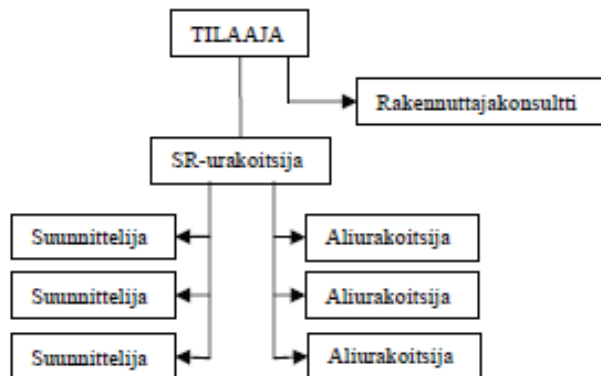 TILAAJA
Rakennuttajakonsultti
SR-urakoitsija
Suunnittelija
Aliurakoitsija
Suunnittelija
Aliurakoitsija
Suunnittelija
Aliurakoitsija